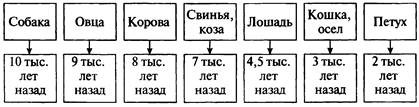 Собака
Овца
Корова
Свинья,
коза
Лошадь
Кошка,
осел
Петух
10 тыс.
лет
назад
9 тыс.
лет
назад
8 тыс.
лет
назад
7 тыс.
лет
назад
4,5 тыс.
лет
назад
3 тыс.
лет
назад
2 тыс.
лет
назад